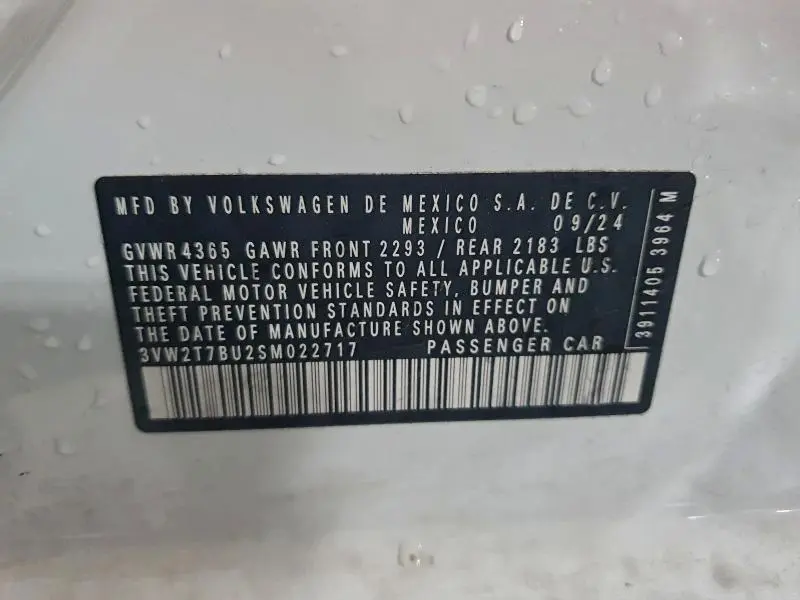 MFD BY VOLKSWAGEN DE MEXICO S.A. DE C.V.
MEXICO 09/24
GVWR 4365 GAWR FRONT 2293 / REAR 2183 LBS
THIS VEHICLE CONFORMS TO ALL APPLICABLE U.S.
FEDERAL MOTOR VEHICLE SAFETY, BUMPER AND
THEFT PREVENTION STANDARDS IN EFFECT ON
THE DATE OF MANUFACTURE SHOWN ABOVE.
3VW2T7BU2SM022717 PASSENGER CAR
3911405 3964 M